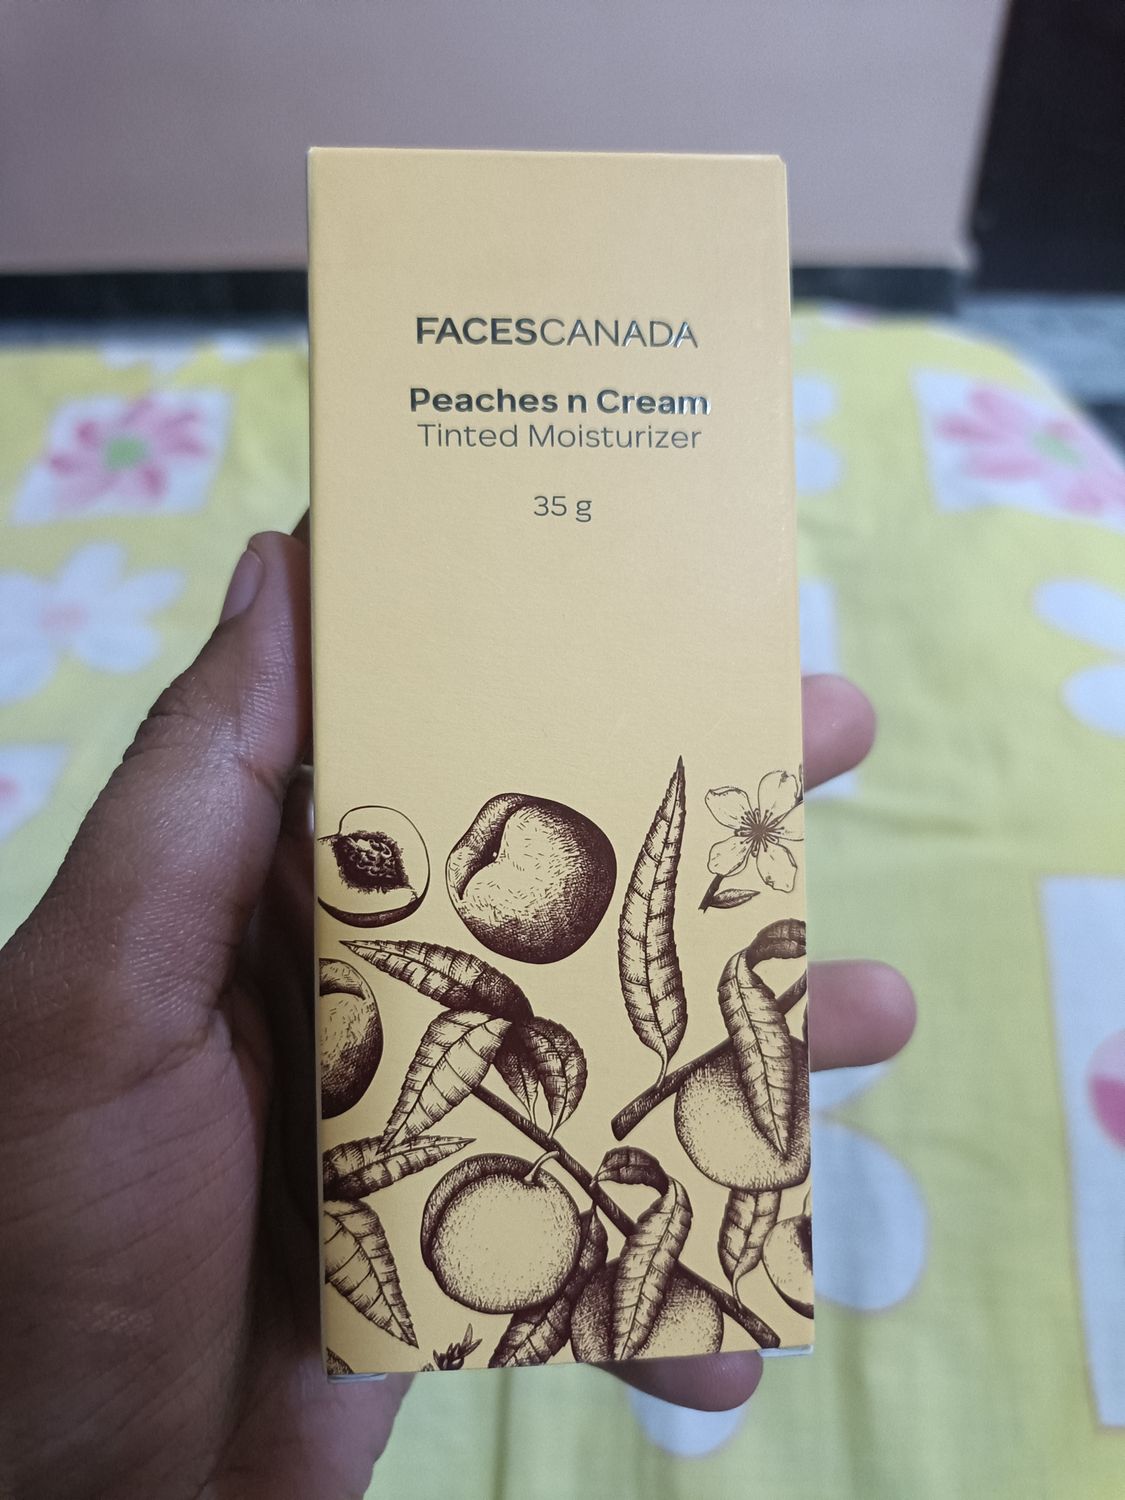 FACESCANADA
Peaches n Cream
Tinted Moisturizer
35 g